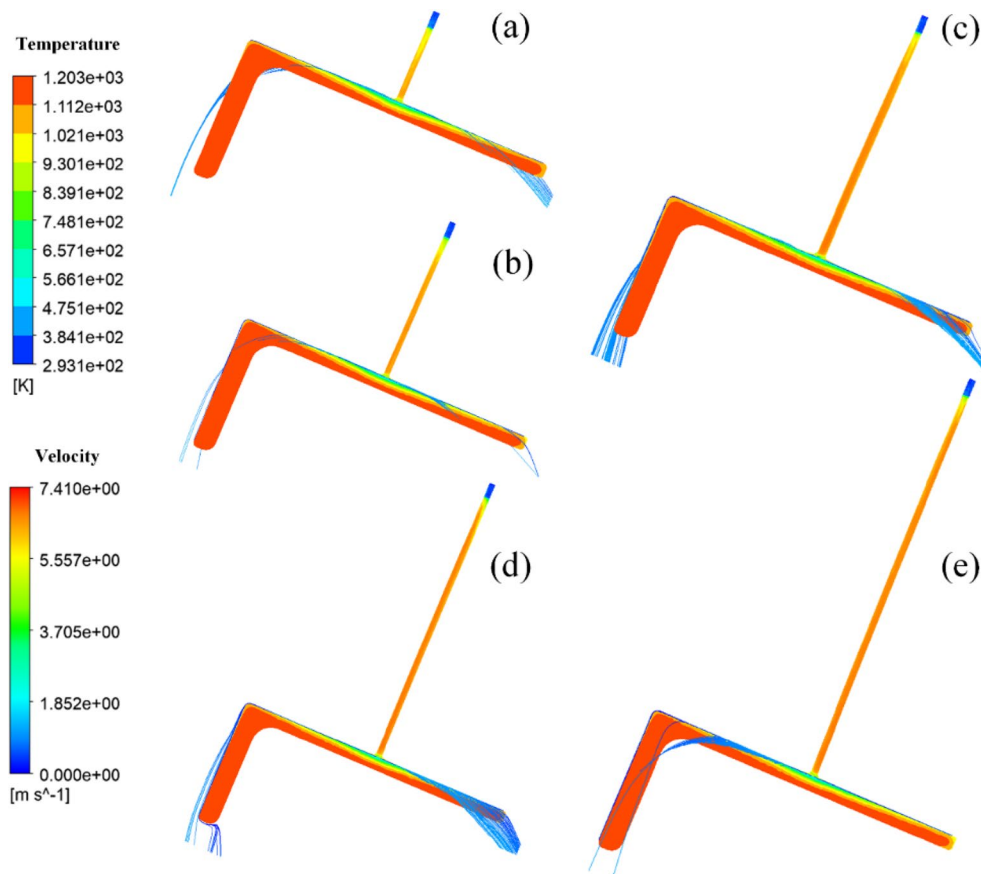 Temperature
1.203e+03
1.112e+03
1.021e+03
9.301e+02
8.391e+02
7.481e+02
6.571e+02
5.661e+02
4.751e+02
3.841e+02
2.931e+02
[K]
Velocity
7.410e+00
5.557e+00
3.705e+00
1.852e+00
0.000e+00
[m s^-1]
(a)
(b)
(c)
(d)
(e)